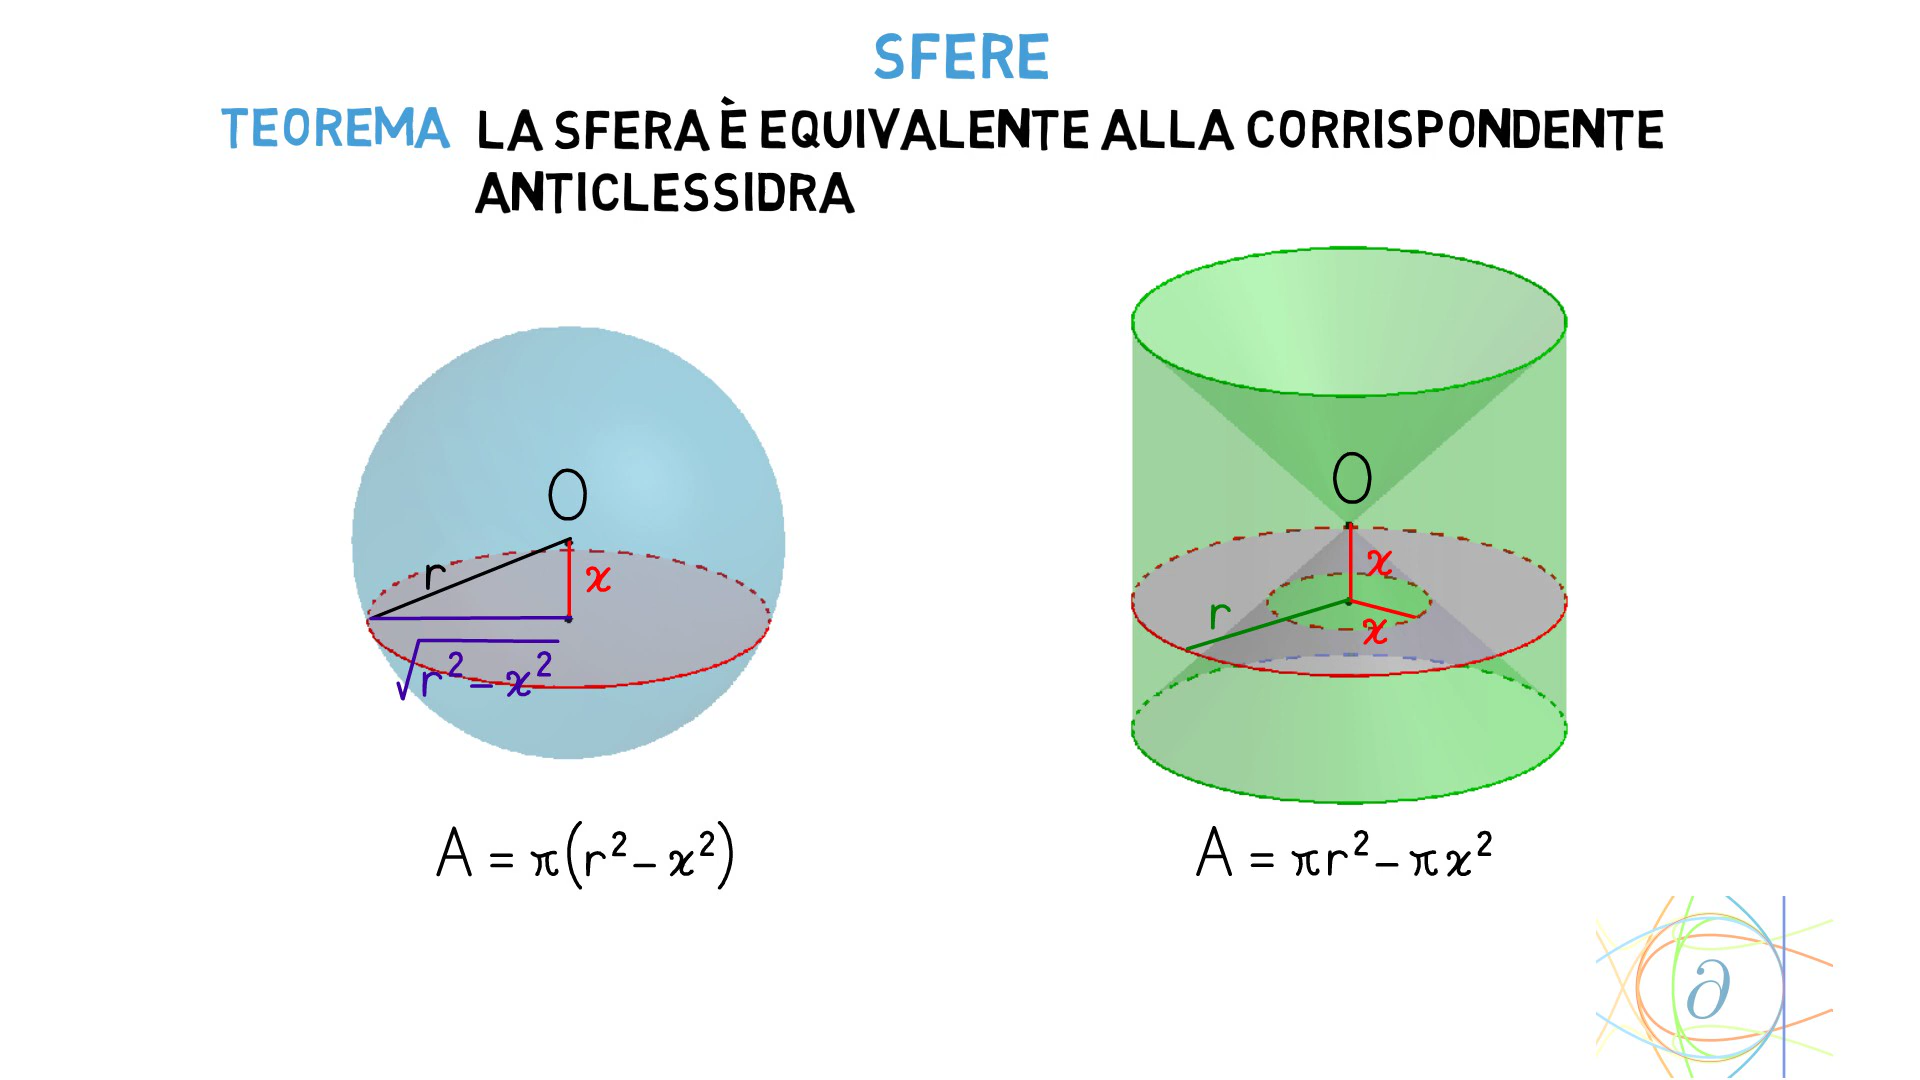 SFERE
TEOREMA LA SFERA È EQUIVALENTE ALLA CORRISPONDENTE
ANTICLESSIDRA
O
r
x
√r²-x²
A = π(r²-x²)
O
x
r
x
A = πr²-πx²
∂